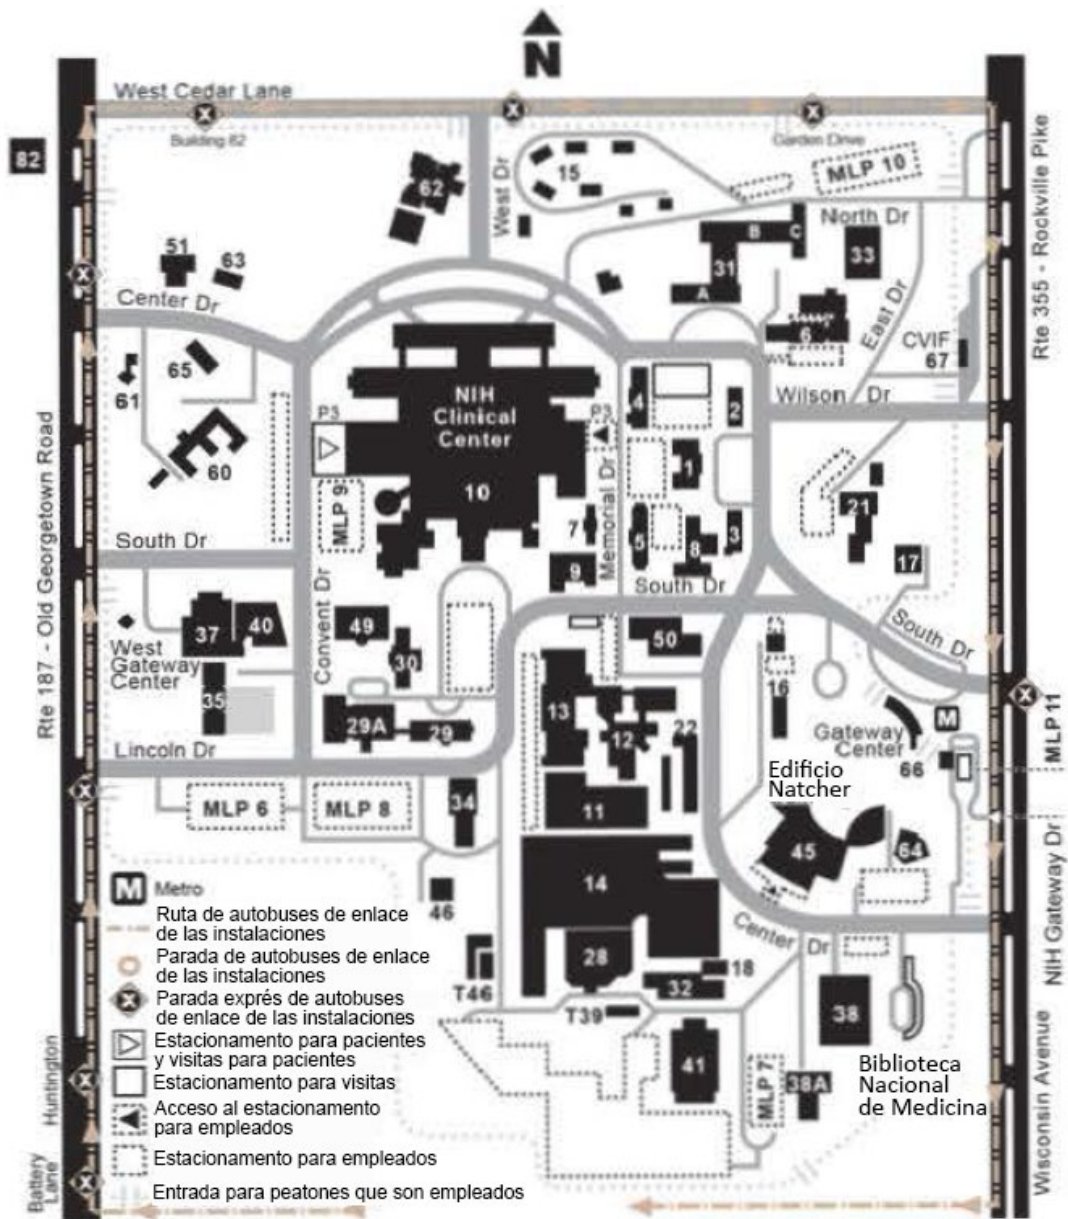 N
West Cedar Lane
Building 82
Garden Drive
82
62
West Dr
15
MLP 10
Rte 355 - Rockville Pike
North Dr
B
C
31
33
A
51
63
Center Dr
6
East Dr
CVIF
67
65
61
60
P3
NIH
Clinical
Center
10
P3
4
2
Wilson Dr
1
Rte 187 - Old Georgetown Road
MLP 9
7
Memorial Dr
5
8
3
21
17
South Dr
9
South Dr
South Dr
37
40
49
30
50
West
Gateway
Center
Convent Dr
35
16
13
12
22
29A
29
Gateway
Center
M
66
MLP11
Lincoln Dr
MLP 6
MLP 8
34
11
Edificio
Natcher
45
64
NIH Gateway Dr
14
46
Center Dr
28
T46
18
32
T39
38
41
MLP 7
38A
Biblioteca
Nacional
de Medicina
Wisconsin Avenue
Huntington
Battery
Lane
M Metro
Ruta de autobuses de enlace
de las instalaciones
Parada de autobuses de enlace
de las instalaciones
X Parada exprés de autobuses
de enlace de las instalaciones
Estacionamento para pacientes
y visitas para pacientes
Estacionamento para visitas
Acceso al estacionamento
para empleados
Estacionamento para empleados
Entrada para peatones que son empleados